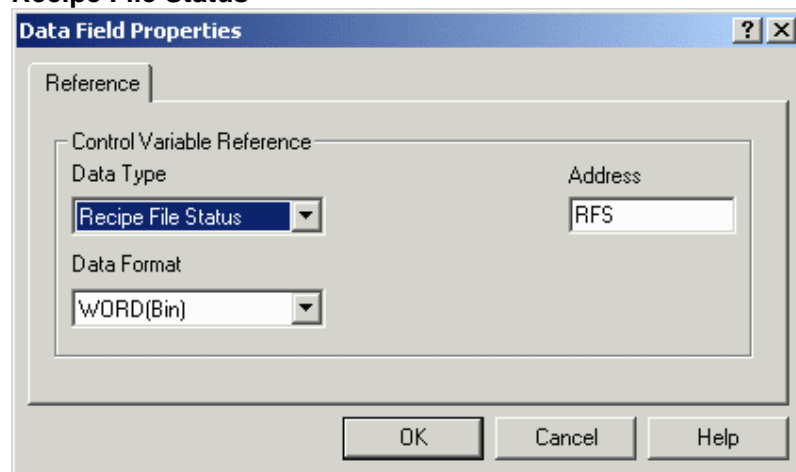 Recipe File Status
Data Field Properties
Reference
Control Variable Reference
Data Type
Address
Recipe File Status
RFS
Data Format
WORD(Bin)
OK
Cancel
Help